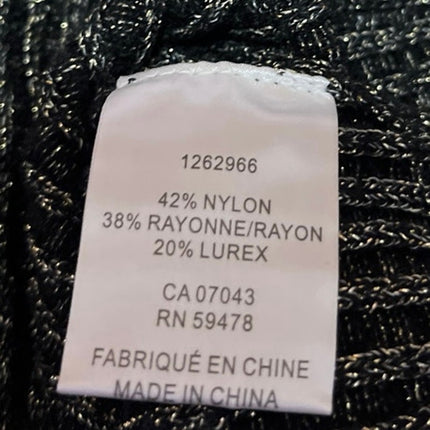 1262966
42% NYLON
38% RAYONNE/RAYON
20% LUREX
CA 07043
RN 59478
FABRIQUÉ EN CHINE
MADE IN CHINA